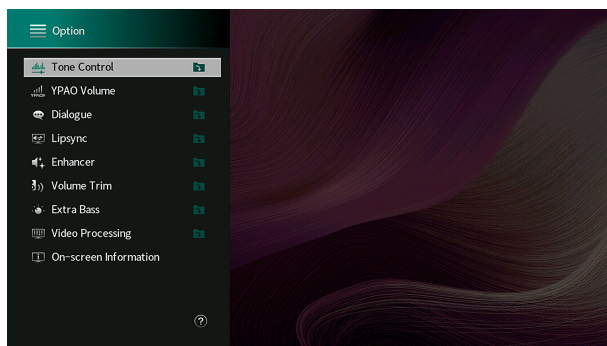 Option
Tone Control
YPAO Volume
Dialogue
Lipsync
Enhancer
Volume Trim
Extra Bass
Video Processing
On-screen Information
?